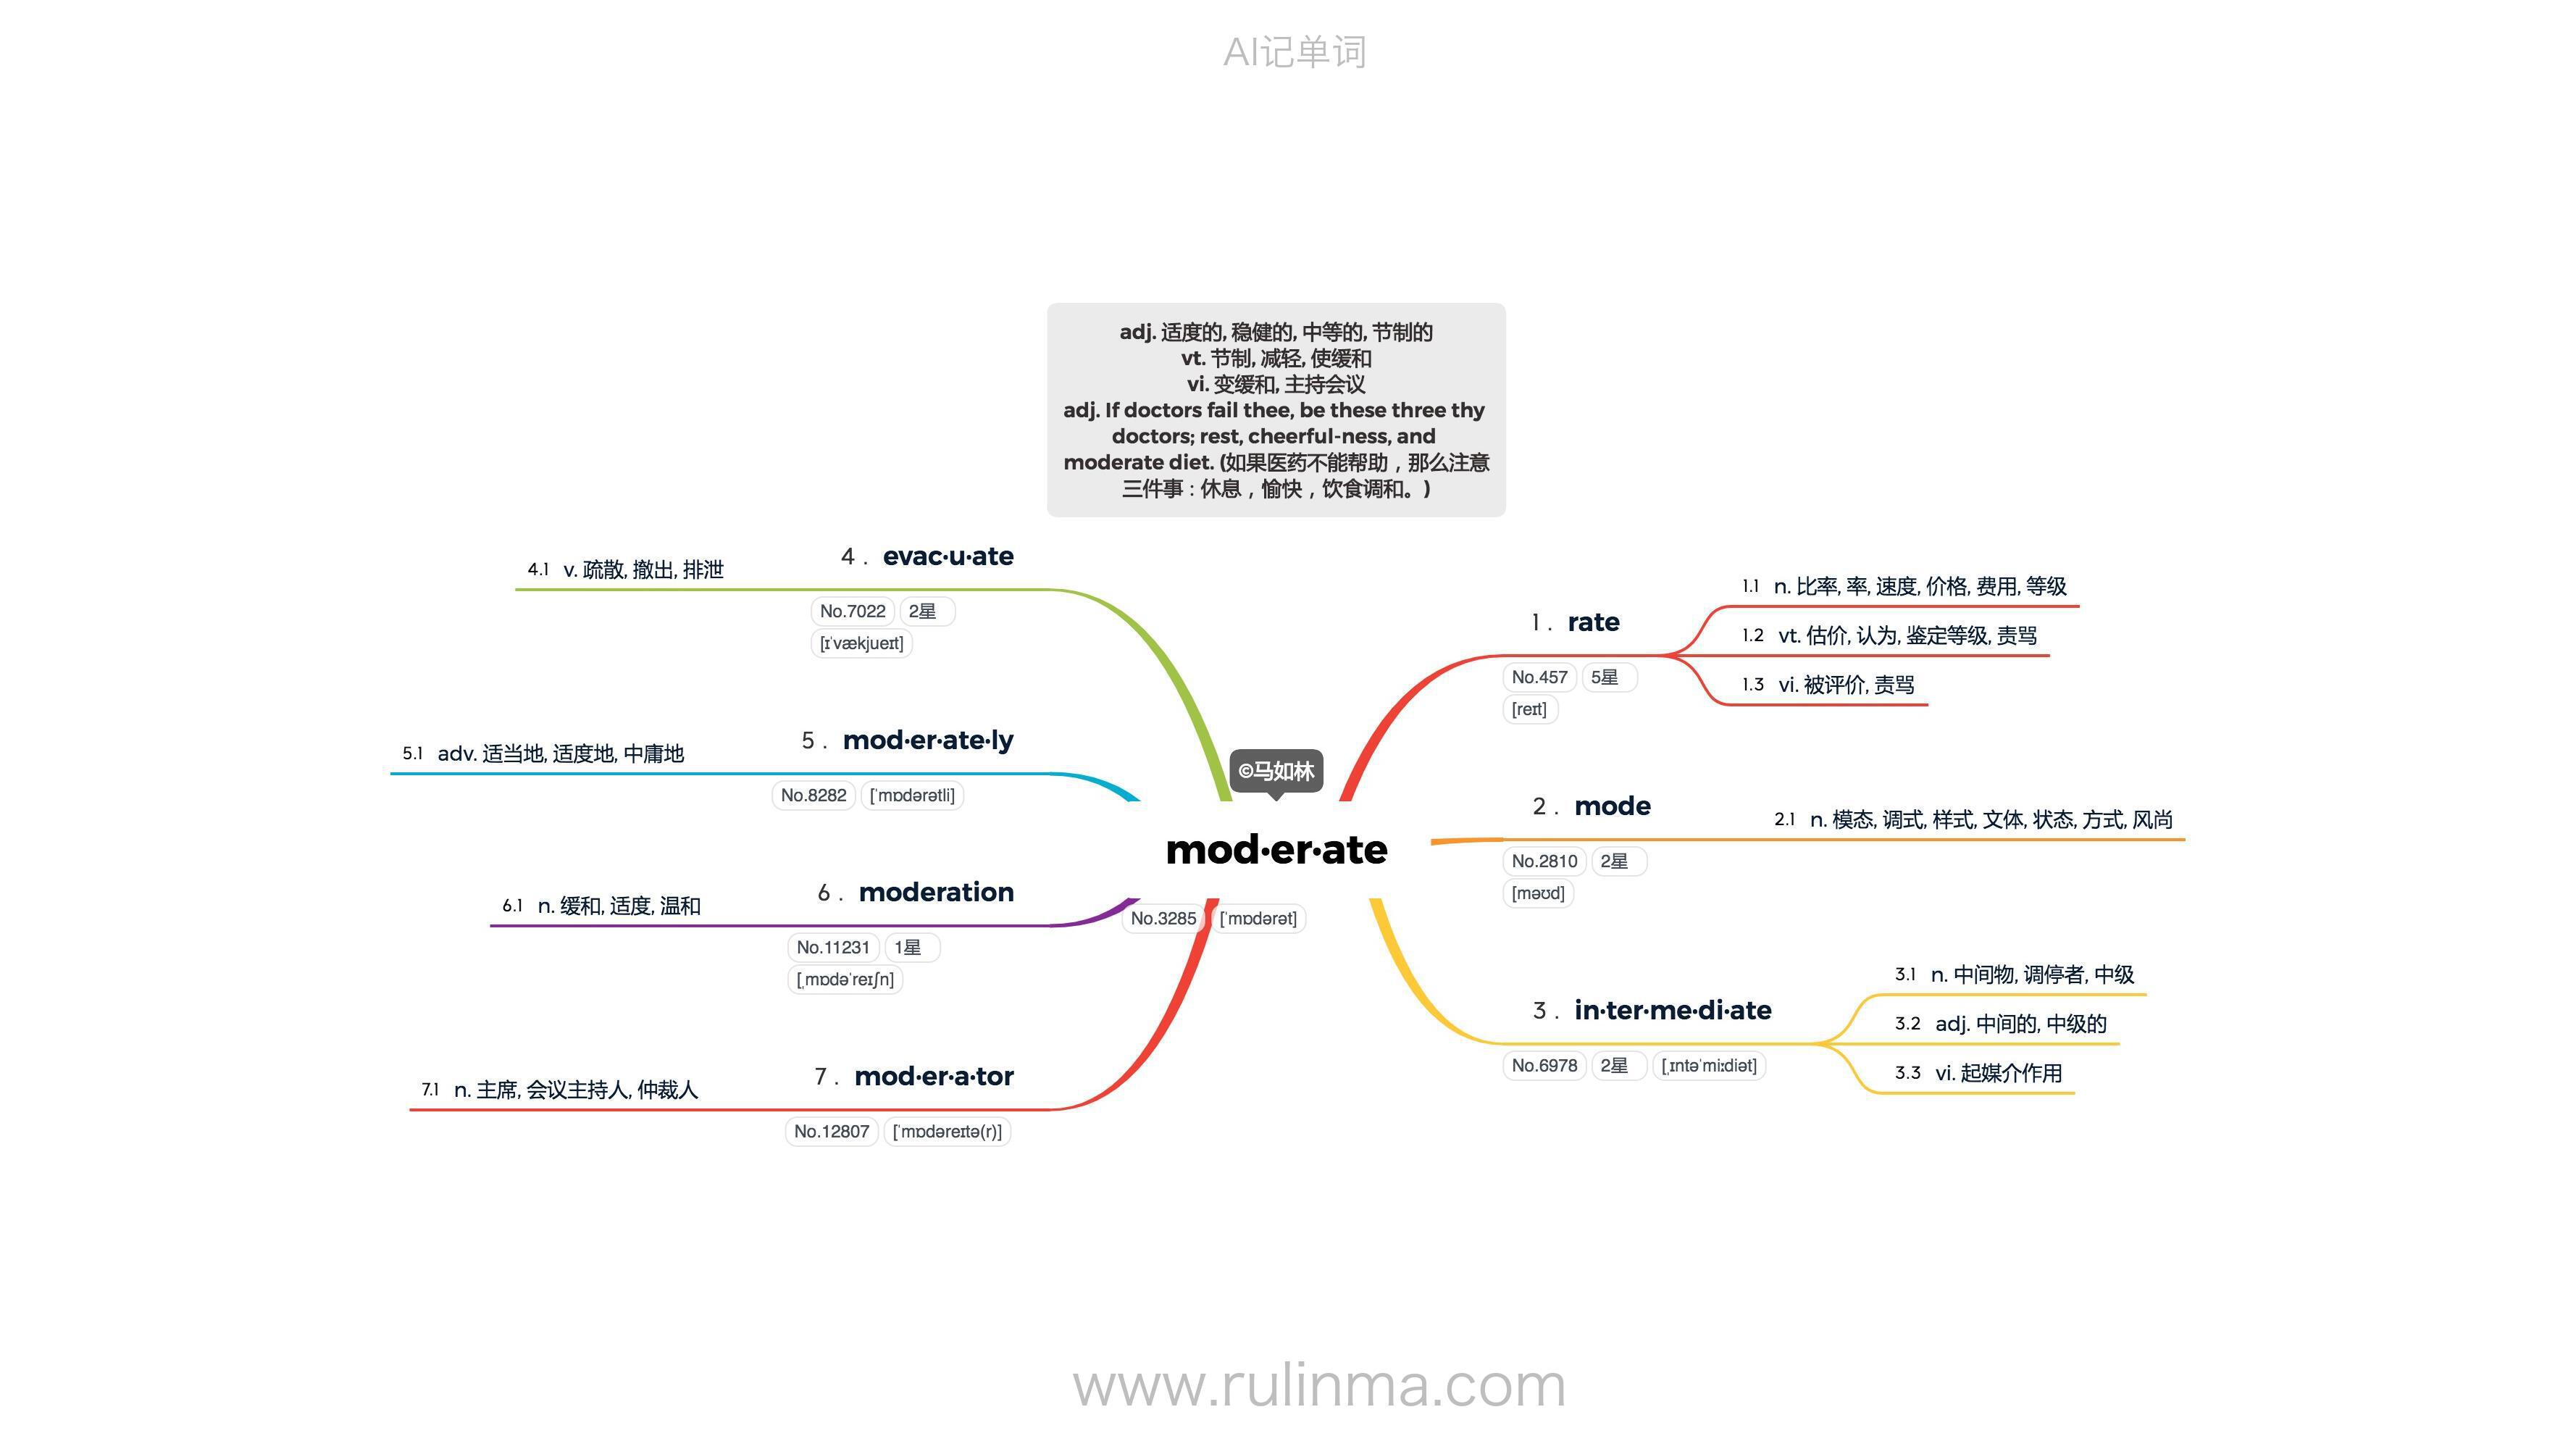 AI记单词
adj. 适度的, 稳健的, 中等的, 节制的
vt. 节制, 减轻, 使缓和
vi. 变缓和, 主持会议
adj. If doctors fail thee, be these three thy
doctors; rest, cheerful-ness, and
moderate diet. (如果医药不能帮助，那么注意
三件事：休息，愉快，饮食调和。)
©马如林
mod·er·ate
No.3285 [ˈmɒdərət]
1. rate
No.457 5星
[reɪt]
1.1 n. 比率, 率, 速度, 价格, 费用, 等级
1.2 vt. 估价, 认为, 鉴定等级, 责骂
1.3 vi. 被评价, 责骂
2. mode
No.2810 2星
[məʊd]
2.1 n. 模态, 调式, 样式, 文体, 状态, 方式, 风尚
3. in·ter·me·di·ate
No.6978 2星 [ˌɪntəˈmiːdiət]
3.1 n. 中间物, 调停者, 中级
3.2 adj. 中间的, 中级的
3.3 vi. 起媒介作用
4. evac·u·ate
No.7022 2星
[ɪˈvækjueɪt]
4.1 v. 疏散, 撤出, 排泄
5. mod·er·ate·ly
No.8282 [ˈmɒdərətli]
5.1 adv. 适当地, 适度地, 中庸地
6. moderation
No.11231 1星
[ˌmɒdəˈreɪʃn]
6.1 n. 缓和, 适度, 温和
7. mod·er·a·tor
No.12807 [ˈmɒdəreɪtə(r)]
7.1 n. 主席, 会议主持人, 仲裁人
www.rulinma.com